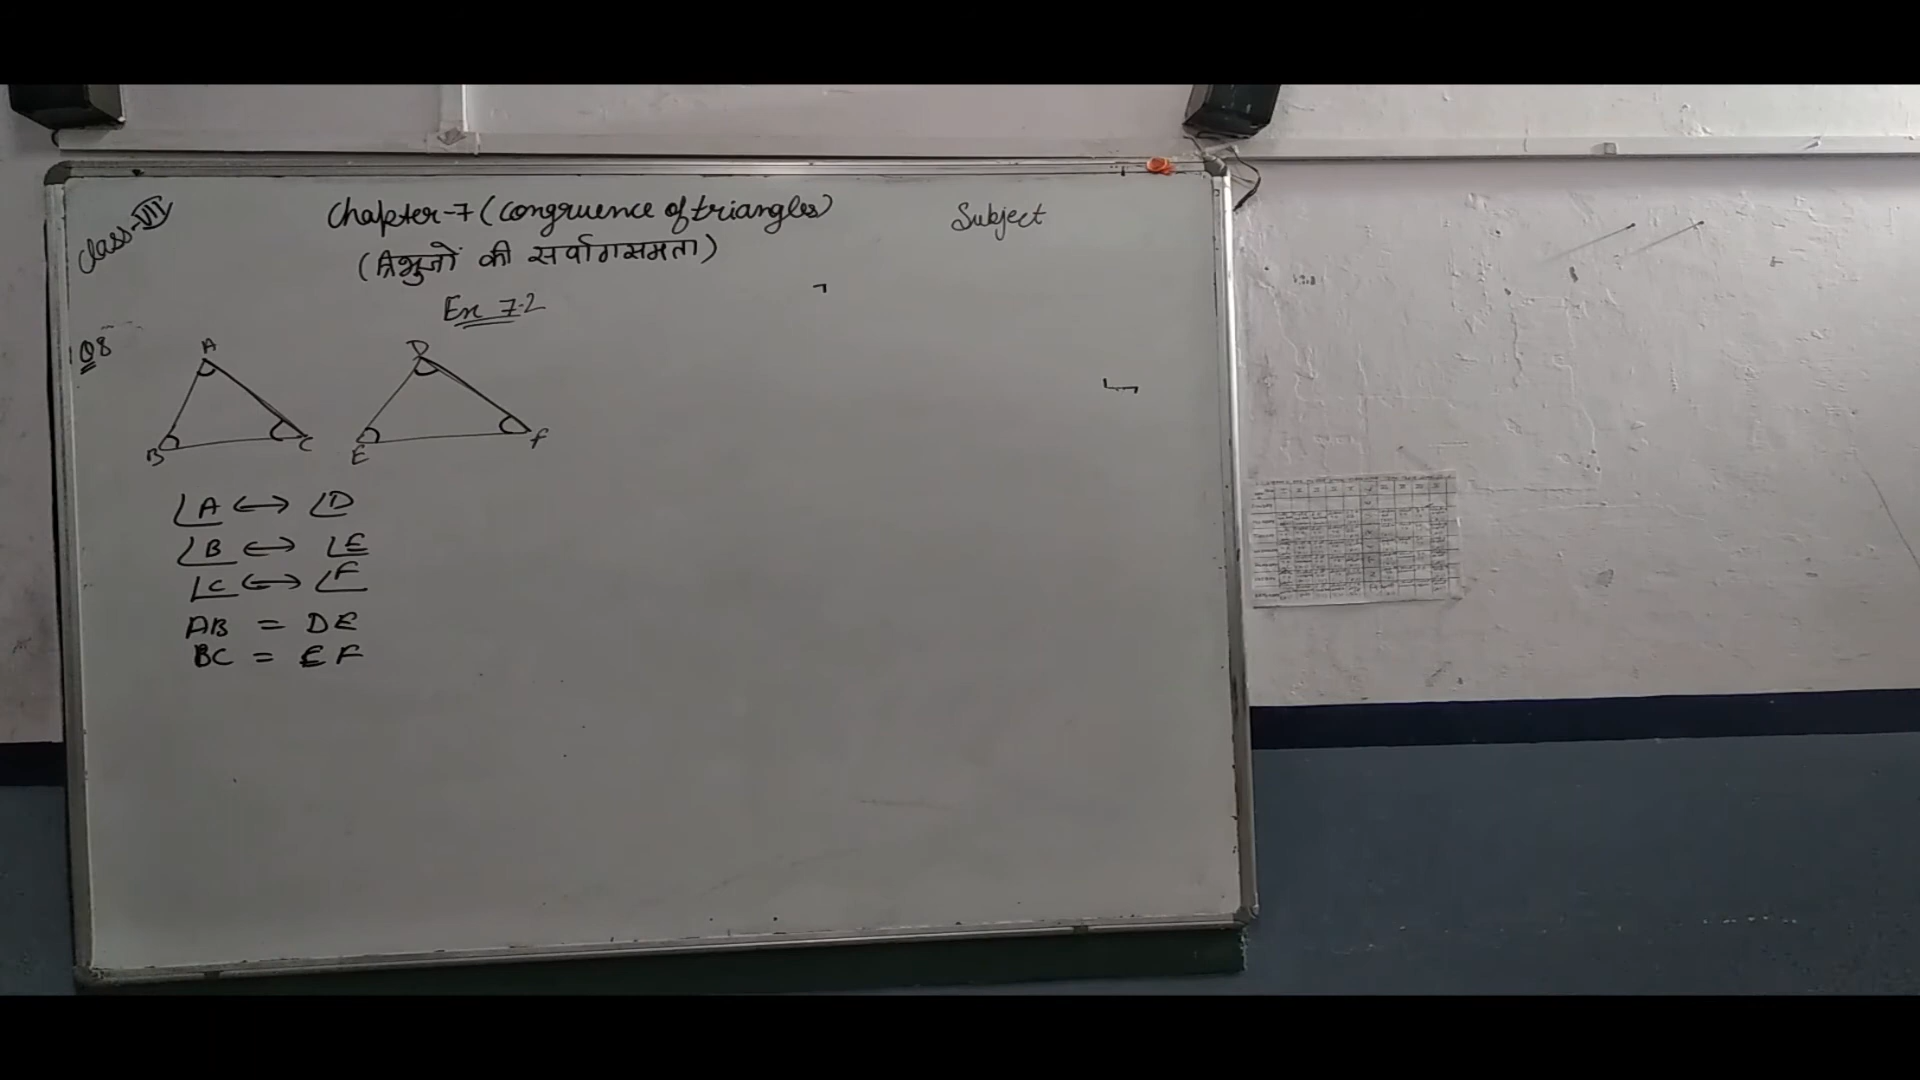 Class-VII
Chapter-7 (Congruence of triangles)
Subject
(त्रिभुजों की सर्वागसमता)
Ex 7.2
Q8
A
D
B
C
E
F
∠A ↔ ∠D
∠B ↔ ∠E
∠C ↔ ∠F
AB = DE
BC = EF